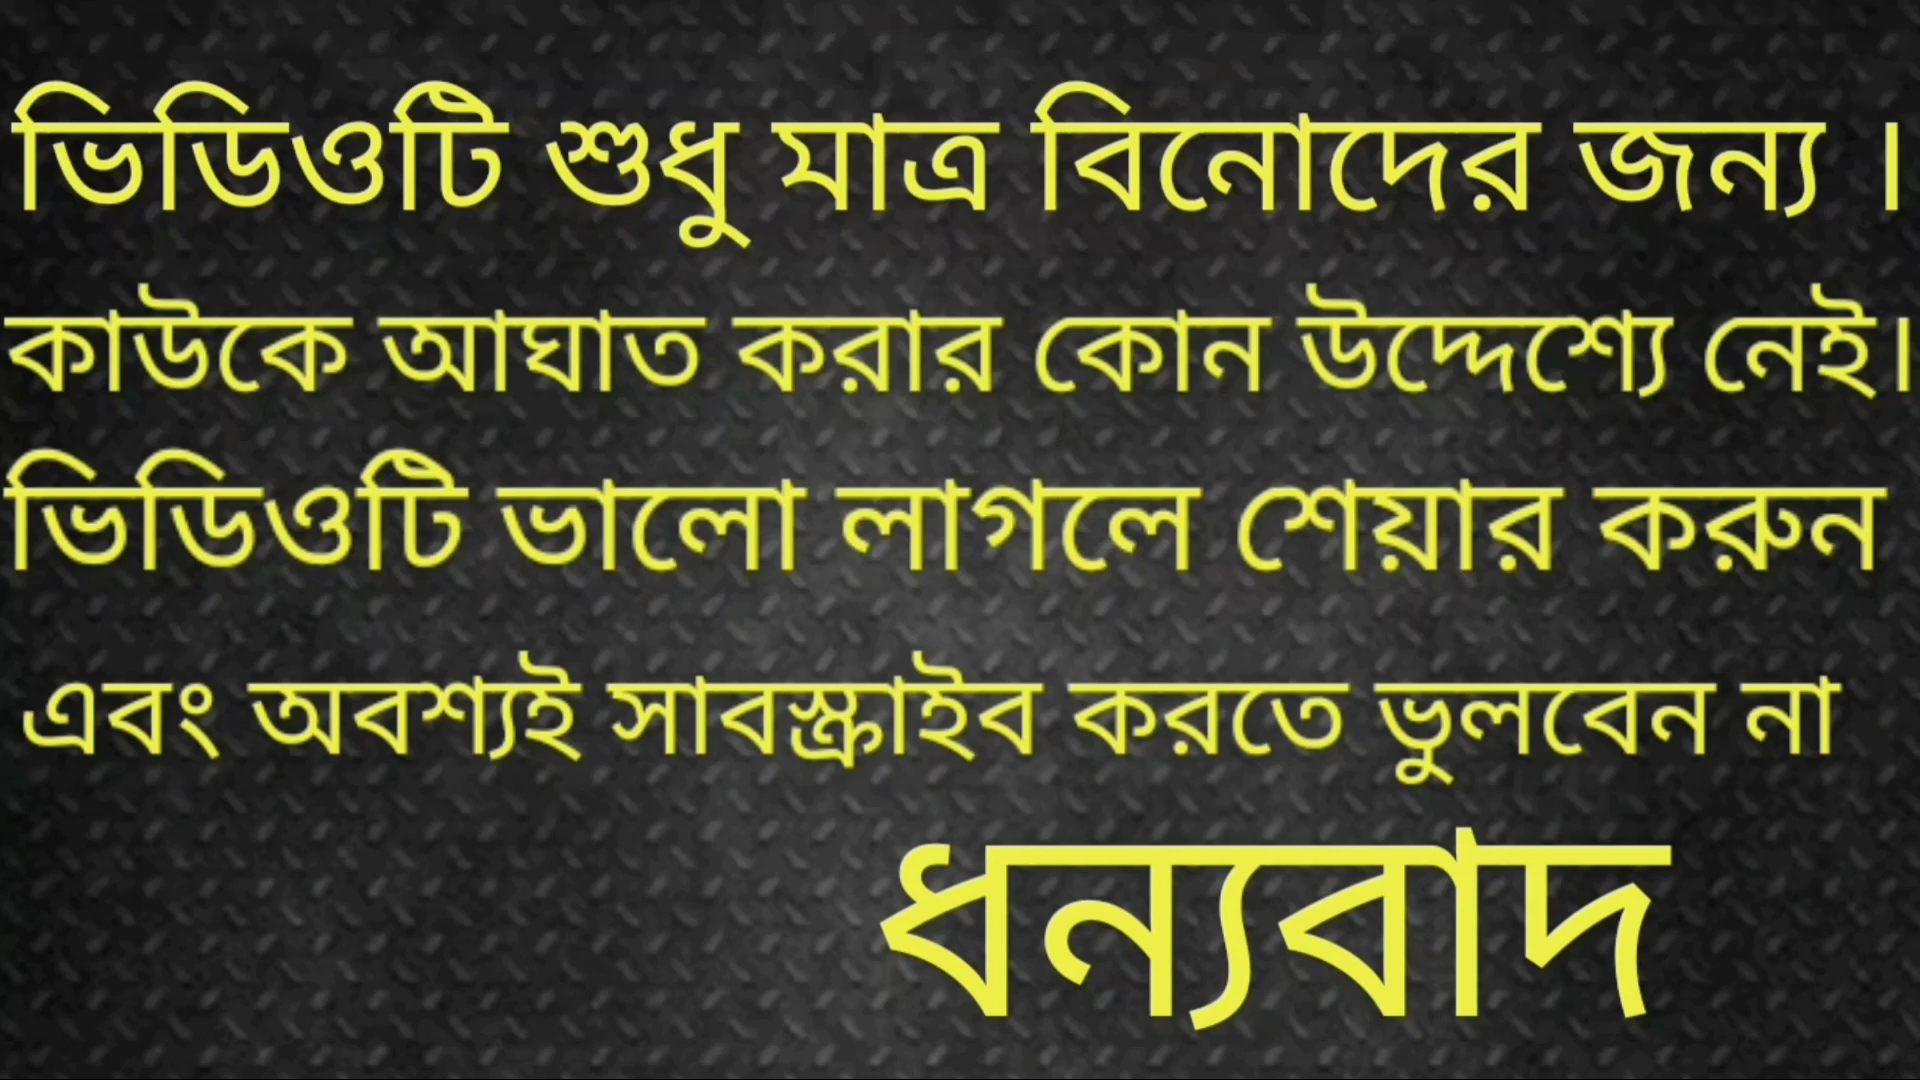 ভিডিওটি শুধু মাত্র বিনোদের জন্য ।
কাউকে আঘাত করার কোন উদ্দেশ্যে নেই।
ভিডিওটি ভালো লাগলে শেয়ার করুন
এবং অবশ্যই সাবস্ক্রাইব করতে ভুলবেন না
ধন্যবাদ